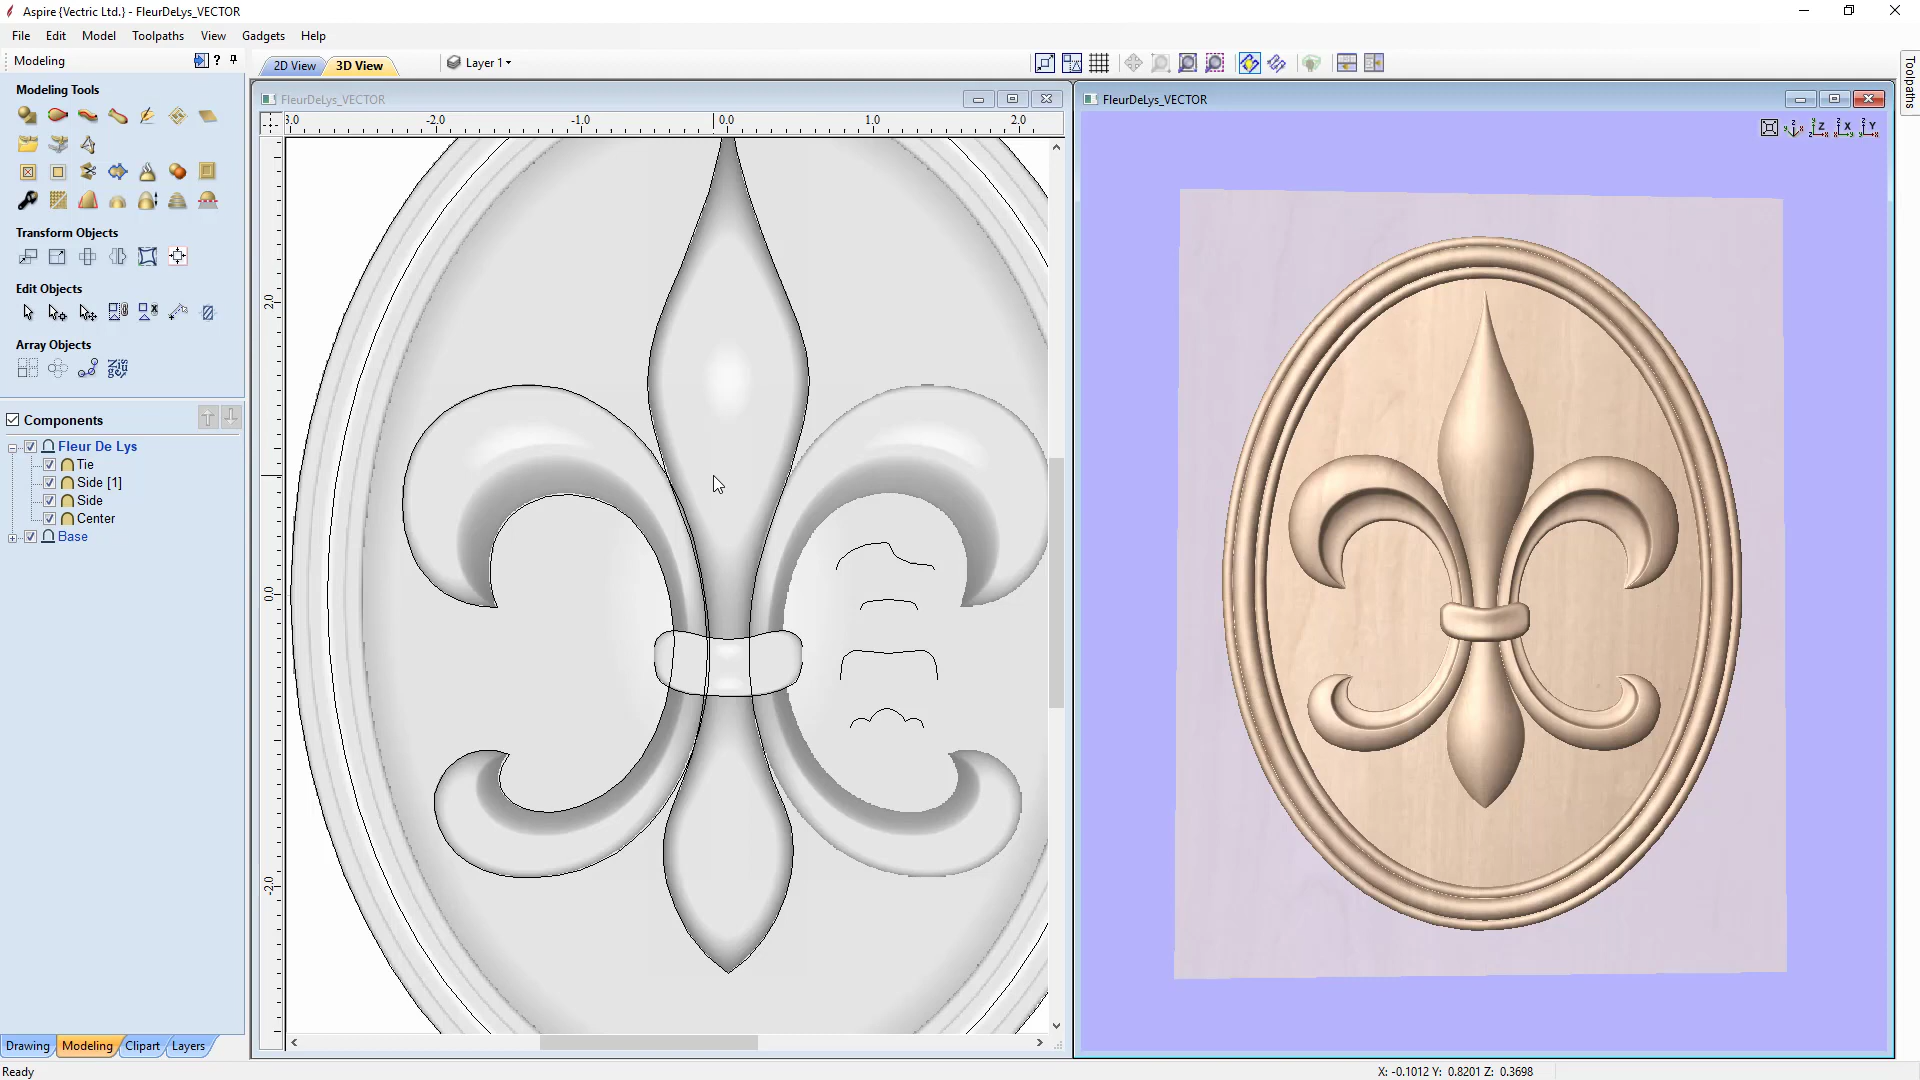 Aspire {Vectric Ltd.} - FleurDeLys_VECTOR
File Edit Model Toolpaths View Gadgets Help
Modeling
?
2D View
3D View
Layer 1
Toolpaths
Modeling Tools
Transform Objects
Edit Objects
Array Objects
Components
Fleur De Lys
Tie
Side [1]
Side
Center
Base
Drawing Modeling Clipart Layers
FleurDeLys_VECTOR
3.0 -2.0 -1.0 0.0 1.0 2.0
2.0
0.0
-2.0
FleurDeLys_VECTOR
Z X Y
Ready
X: -0.1012 Y: 0.8201 Z: 0.3698